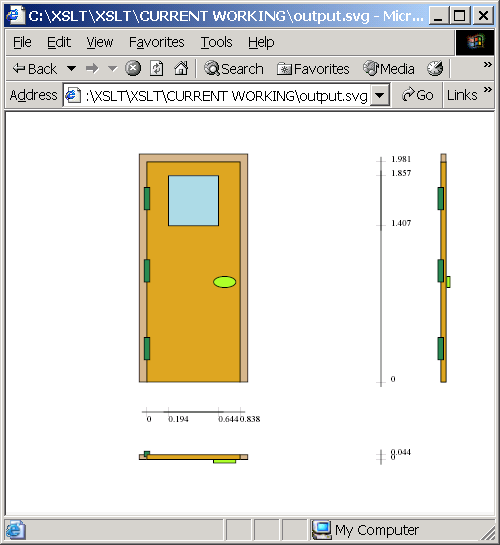 C:\XSLT\XSLT\CURRENT WORKING\output.svg - Micr...
File Edit View Favorites Tools Help
Back Search Favorites Media »
Address :\XSLT\XSLT\CURRENT WORKING\output.svg Go Links »
1.981
1.857
1.407
0
0 0.194 0.644 0.838
0.044
0
My Computer